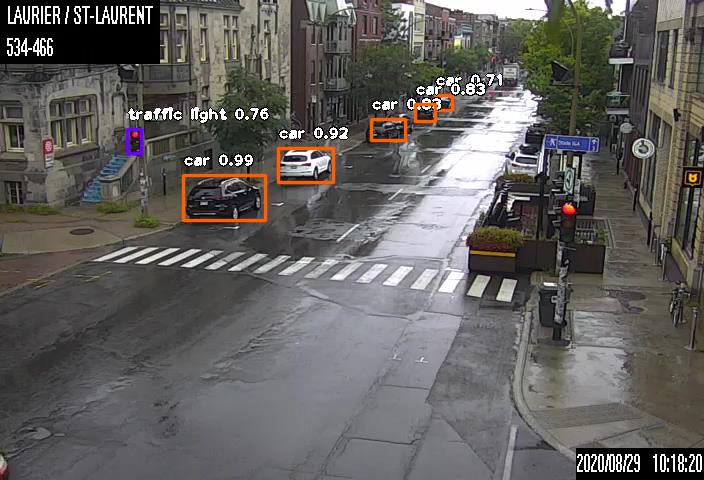 LAURIER / ST-LAURENT
534-466
car 0.71
car 0.83
car 0.83
traffic light 0.76
car 0.92
car 0.99
2020/08/29 10:18:20